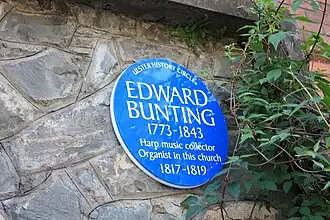 ULSTER HISTORY CIRCLE
EDWARD
BUNTING
1773-1843
Harp music collector
Organist in this church
1817-1819